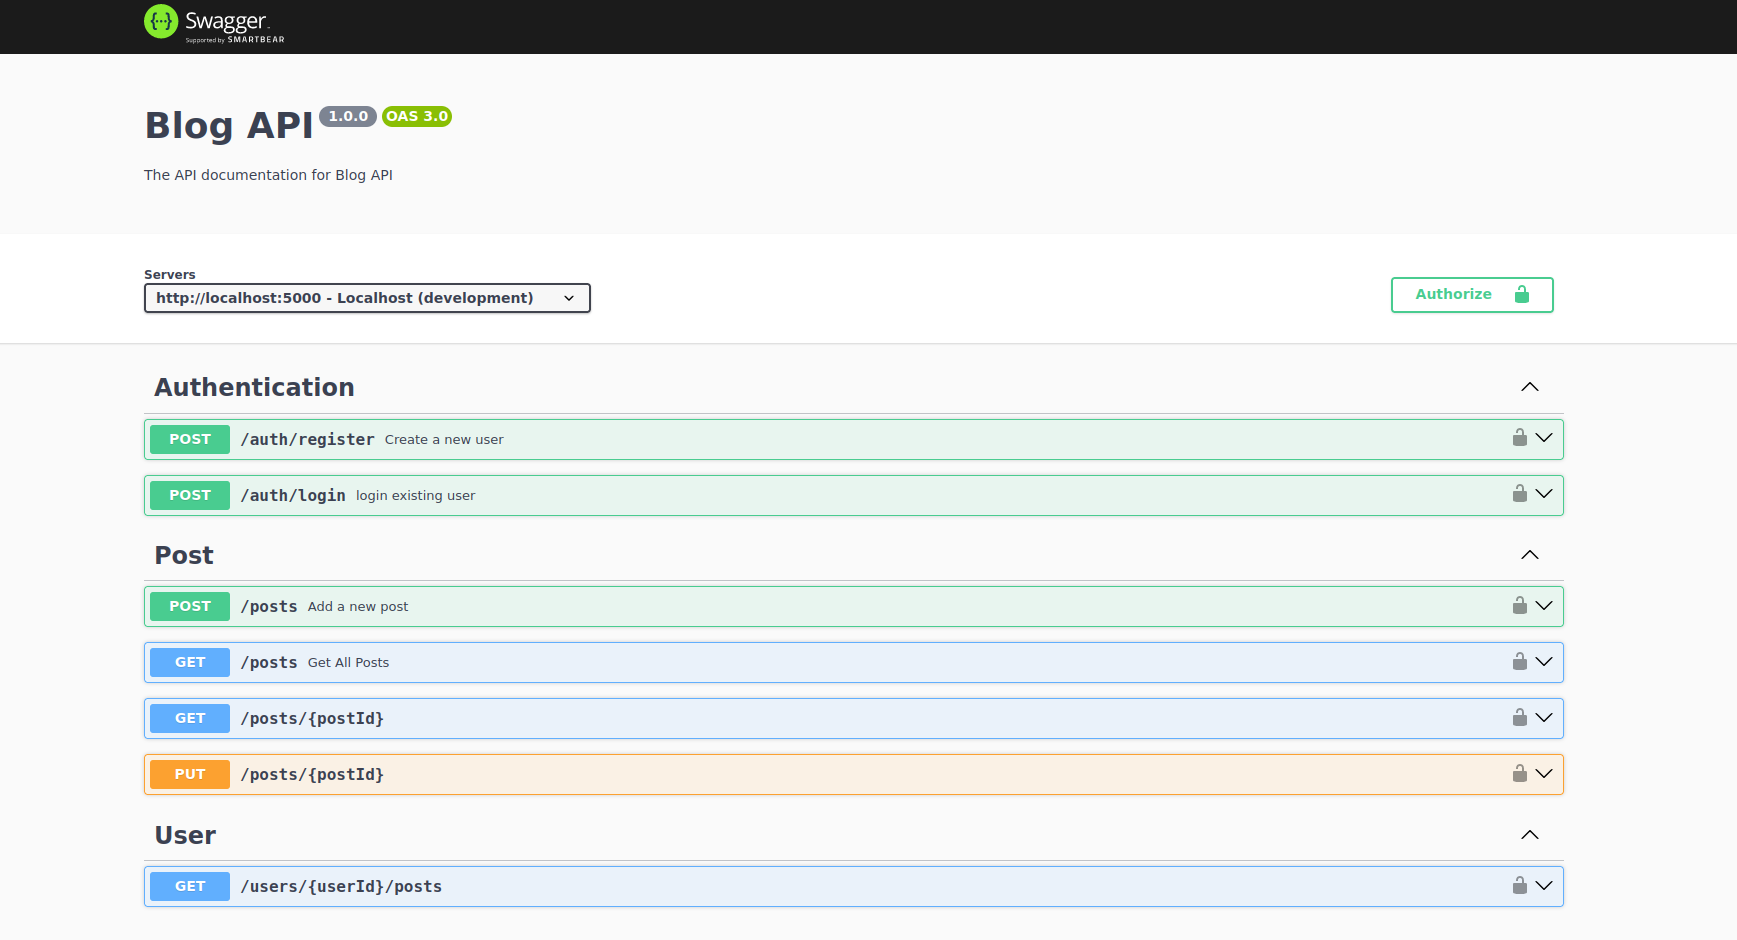 {···} Swagger
Supported by SMARTBEAR
Blog API 1.0.0 OAS 3.0
The API documentation for Blog API
Servers
http://localhost:5000 - Localhost (development)
Authorize
Authentication
POST /auth/register Create a new user
POST /auth/login login existing user
Post
POST /posts Add a new post
GET /posts Get All Posts
GET /posts/{postId}
PUT /posts/{postId}
User
GET /users/{userId}/posts